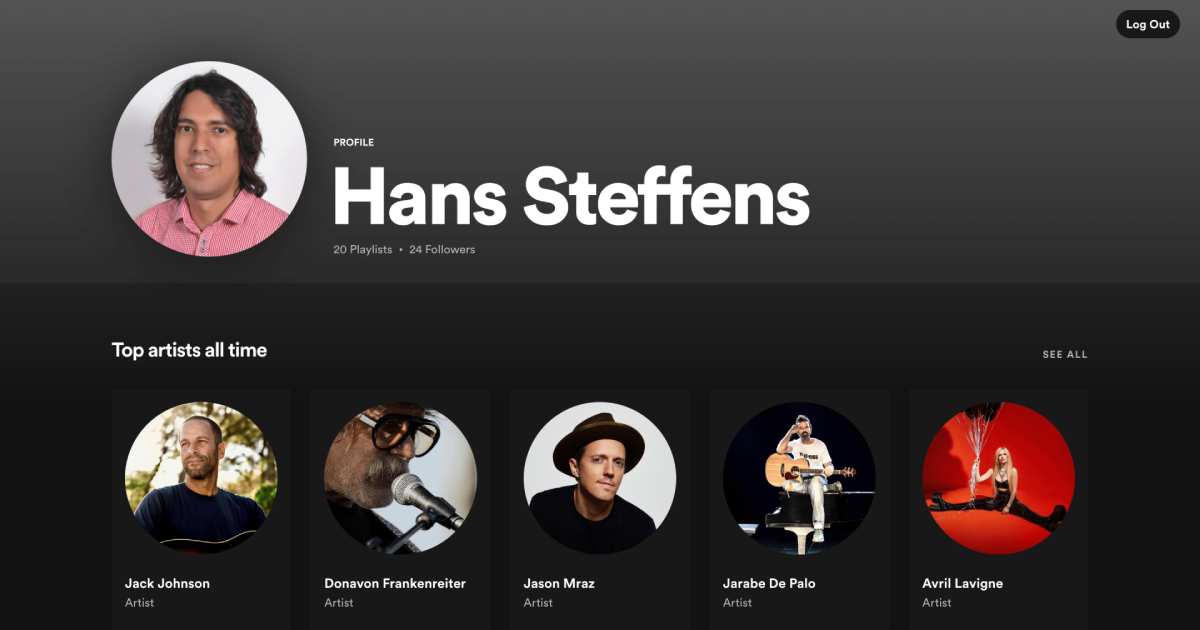 Log Out
PROFILE
Hans Steffens
20 Playlists • 24 Followers
Top artists all time
SEE ALL
Jack Johnson
Artist
Donavon Frankenreiter
Artist
Jason Mraz
Artist
Jarabe De Palo
Artist
Avril Lavigne
Artist